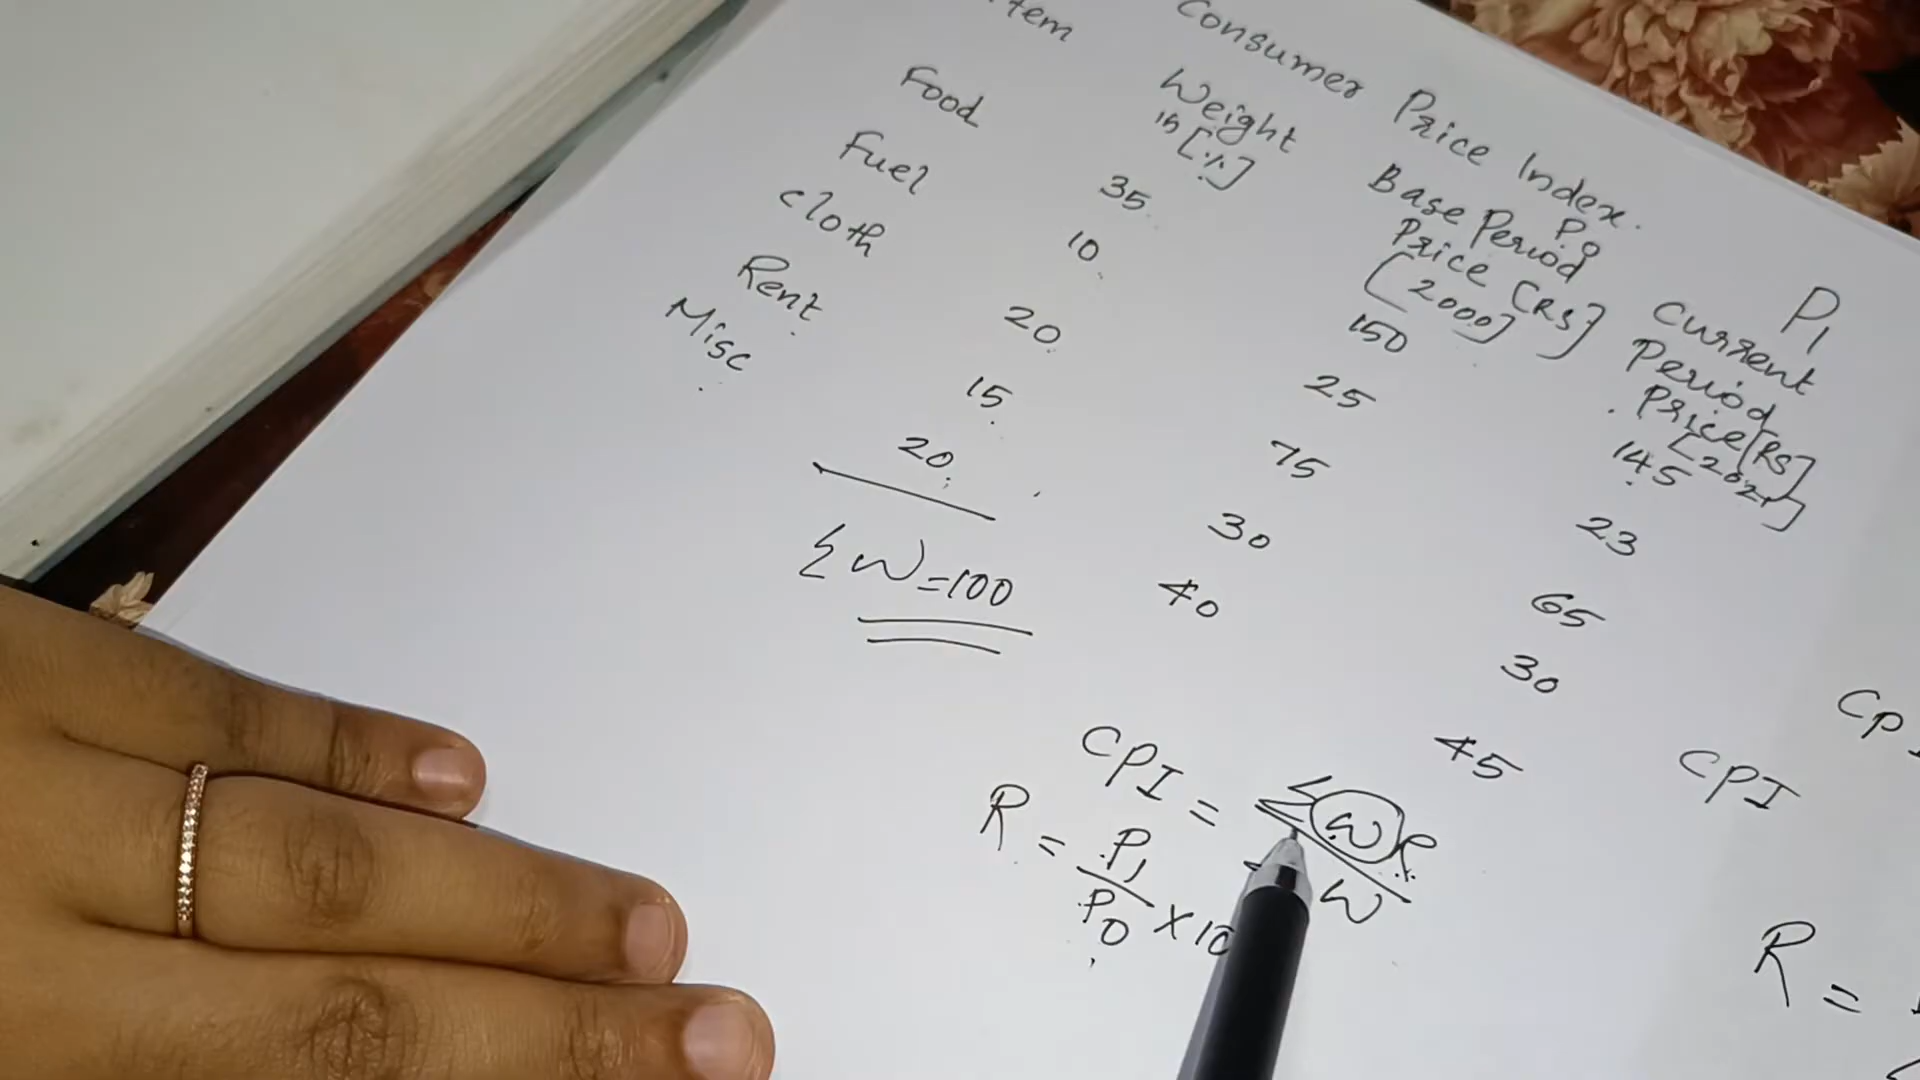 Consumer Price Index.
Item
Weight in [%]
Base Period P0 Price [RS] [2000]
P1 Current Period Price [RS] [2021]
Food 35 150 145
Fuel 10 25 23
Cloth 20 75 65
Rent 15 30 30
Misc 20 40 45
ΣW=100
CPI = ΣWR / ΣW
R = P1/P0 × 10
CPI
CPI
R =